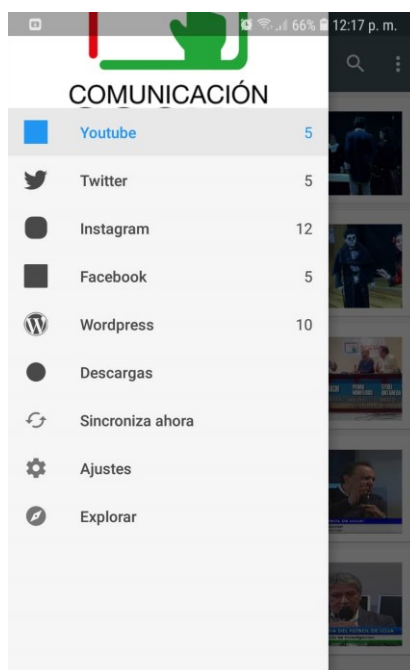 66% 12:17 p. m.
COMUNICACIÓN
Youtube 5
Twitter 5
Instagram 12
Facebook 5
Wordpress 10
Descargas
Sincroniza ahora
Ajustes
Explorar